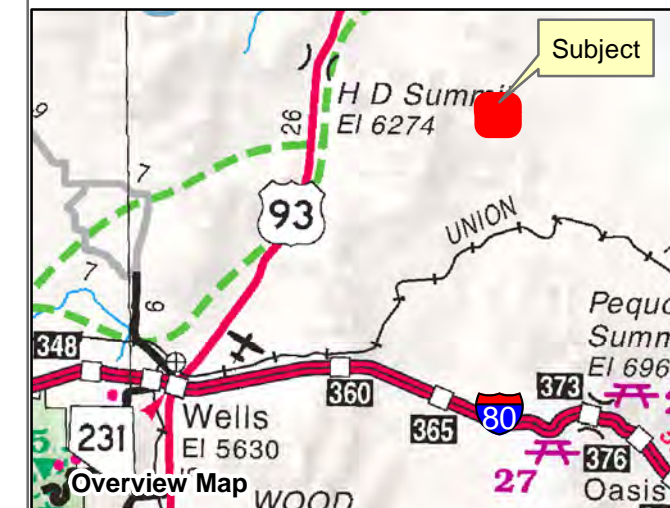 Subject
H D Summi
El 6274
26
9
7
93
UNION
7
6
Pequo
Summ
El 696
348
360
373
365
80
Wells
El 5630
231
376
27
Oasis
Overview Map
WOOD